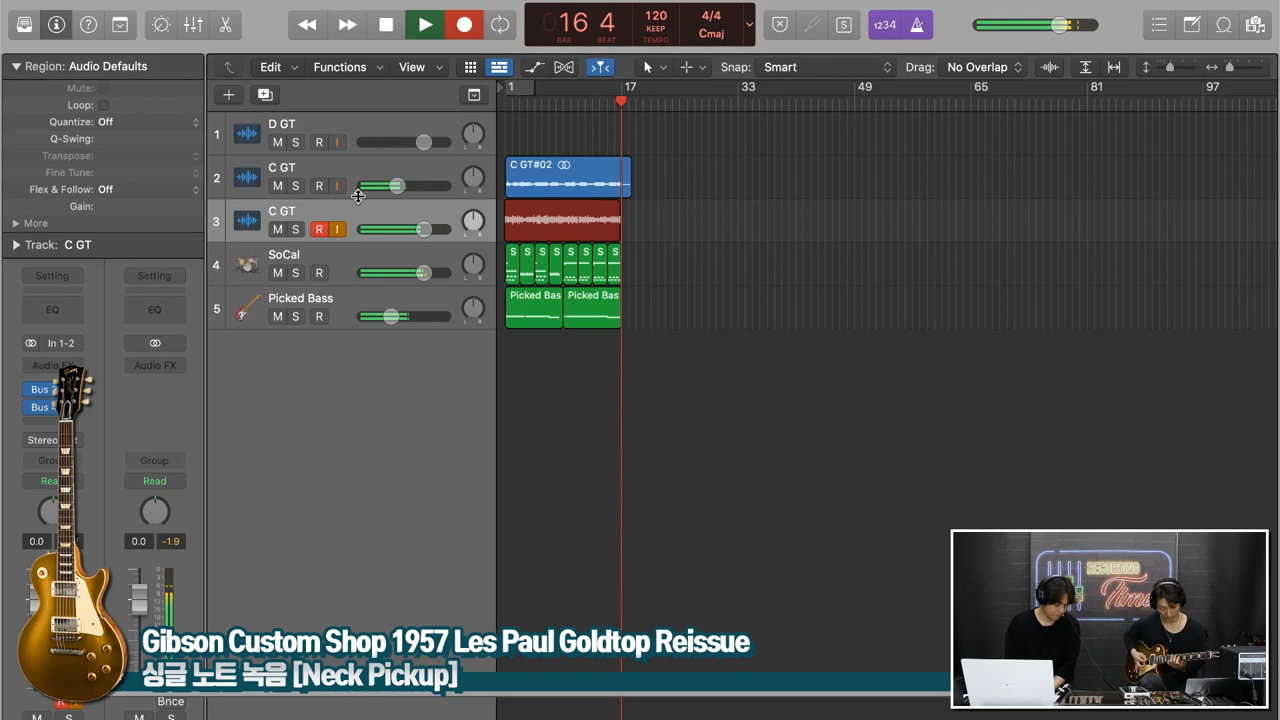 16 4
BAR BEAT
120
KEEP
TEMPO
4/4
Cmaj
S
1234
Region: Audio Defaults
Mute:
Loop:
Quantize: Off
Q-Swing:
Transpose:
Fine Tune:
Flex & Follow: Off
Gain:
More
Track: C GT
Edit
Functions
View
Snap: Smart
Drag: No Overlap
1 17 33 49 65 81 97
1 D GT
M S R I
L R
2 C GT
M S R I
L R
3 C GT
M S R I
L R
4 SoCal
M S R
L R
5 Picked Bass
M S R
L R
C GT#02
S S S S S S S S
Picked Bas Picked Bas
Setting Setting
EQ EQ
In 1-2
Audio FX Audio FX
Bus
Bus
Group
Read
0.0 -1.9
RECORDING
Time
Gibson Custom Shop 1957 Les Paul Goldtop Reissue
싱글 노트 녹음 [Neck Pickup]
Bnce
M S M S